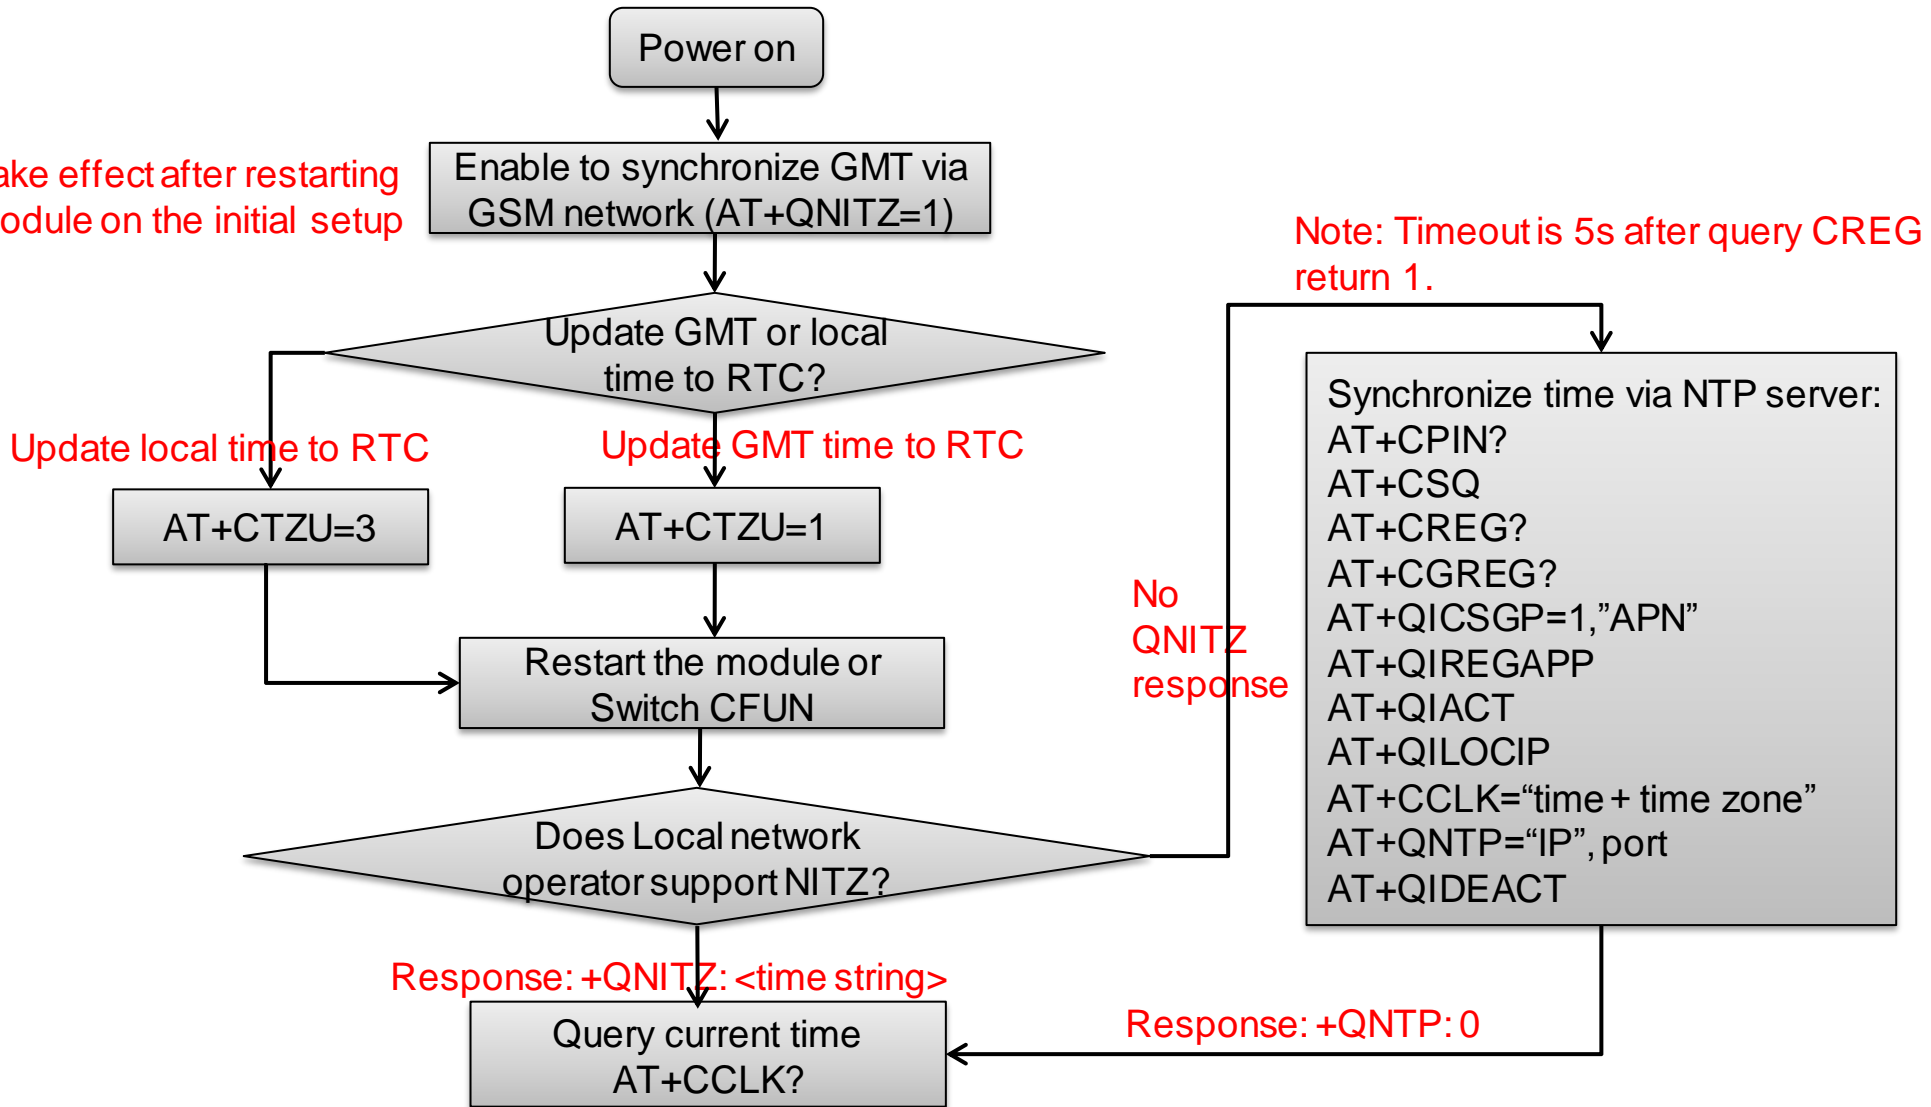 Power on
ake effect after restarting
odule on the initial setup
Enable to synchronize GMT via
GSM network (AT+QNITZ=1)
Note: Timeout is 5s after query CREG
return 1.
Update GMT or local
time to RTC?
Update local time to RTC
Update GMT time to RTC
AT+CTZU=3
AT+CTZU=1
Restart the module or
Switch CFUN
No
QNITZ
response
Synchronize time via NTP server:
AT+CPIN?
AT+CSQ
AT+CREG?
AT+CGREG?
AT+QICSGP=1,”APN”
AT+QIREGAPP
AT+QIACT
AT+QILOCIP
AT+CCLK=“time + time zone”
AT+QNTP=“IP”, port
AT+QIDEACT
Does Local network
operator support NITZ?
Response: +QNITZ: <time string>
Response: +QNTP: 0
Query current time
AT+CCLK?